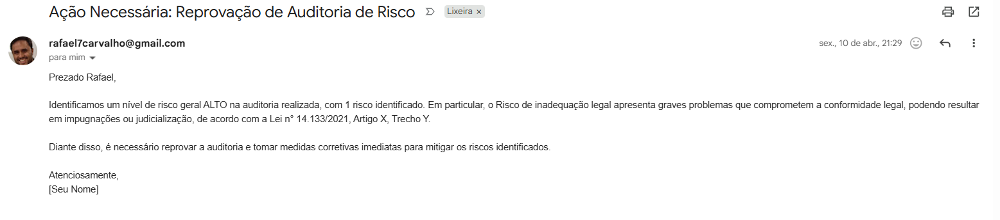 Ação Necessária: Reprovação de Auditoria de Risco Lixeira ×
rafael7carvalho@gmail.com sex., 10 de abr., 21:29
para mim
Prezado Rafael,
Identificamos um nível de risco geral ALTO na auditoria realizada, com 1 risco identificado. Em particular, o Risco de inadequação legal apresenta graves problemas que comprometem a conformidade legal, podendo resultar
em impugnações ou judicialização, de acordo com a Lei n° 14.133/2021, Artigo X, Trecho Y.
Diante disso, é necessário reprovar a auditoria e tomar medidas corretivas imediatas para mitigar os riscos identificados.
Atenciosamente,
[Seu Nome]